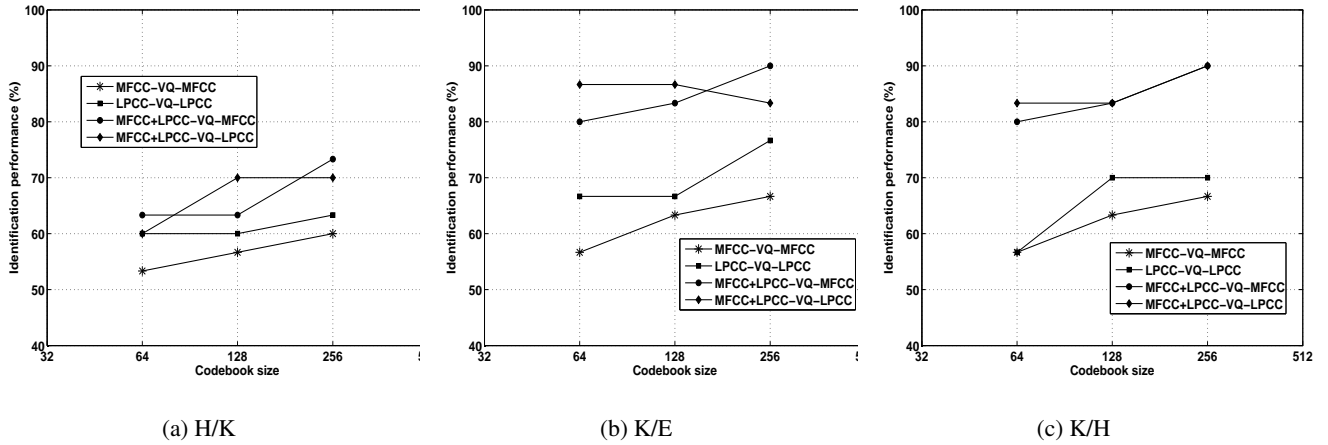 100
90
80
70
60
50
40
Identification performance (%)
MFCC−VQ−MFCC
LPCC−VQ−LPCC
MFCC+LPCC−VQ−MFCC
MFCC+LPCC−VQ−LPCC
32 64 128 256
Codebook size
(a) H/K
100
90
80
70
60
50
40
Identification performance (%)
MFCC−VQ−MFCC
LPCC−VQ−LPCC
MFCC+LPCC−VQ−MFCC
MFCC+LPCC−VQ−LPCC
32 64 128 256
Codebook size
(b) K/E
100
90
80
70
60
50
40
Identification performance (%)
MFCC−VQ−MFCC
LPCC−VQ−LPCC
MFCC+LPCC−VQ−MFCC
MFCC+LPCC−VQ−LPCC
32 64 128 256 512
Codebook size
(c) K/H